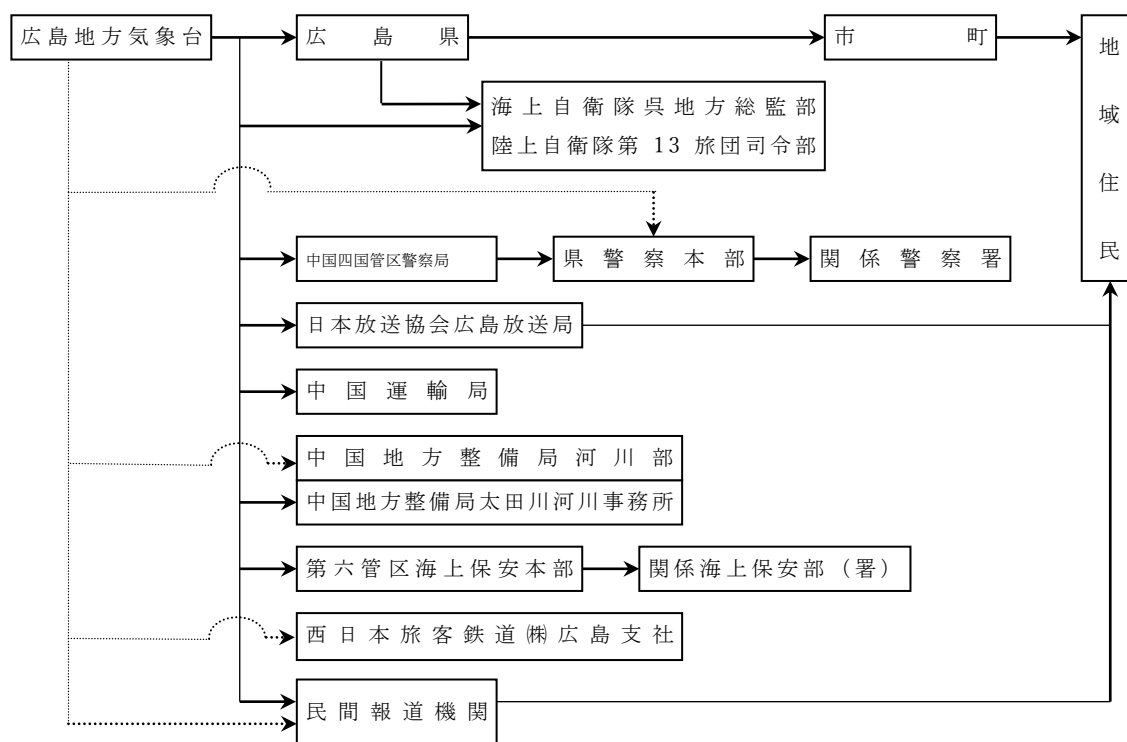 広島地方気象台
広島県
市町
地域住民
海上自衛隊呉地方総監部
陸上自衛隊第 13 旅団司令部
中国四国管区警察局
県警察本部
関係警察署
日本放送協会広島放送局
中国運輸局
中国地方整備局河川部
中国地方整備局太田川河川事務所
第六管区海上保安本部
関係海上保安部（署）
西日本旅客鉄道㈱広島支社
民間報道機関